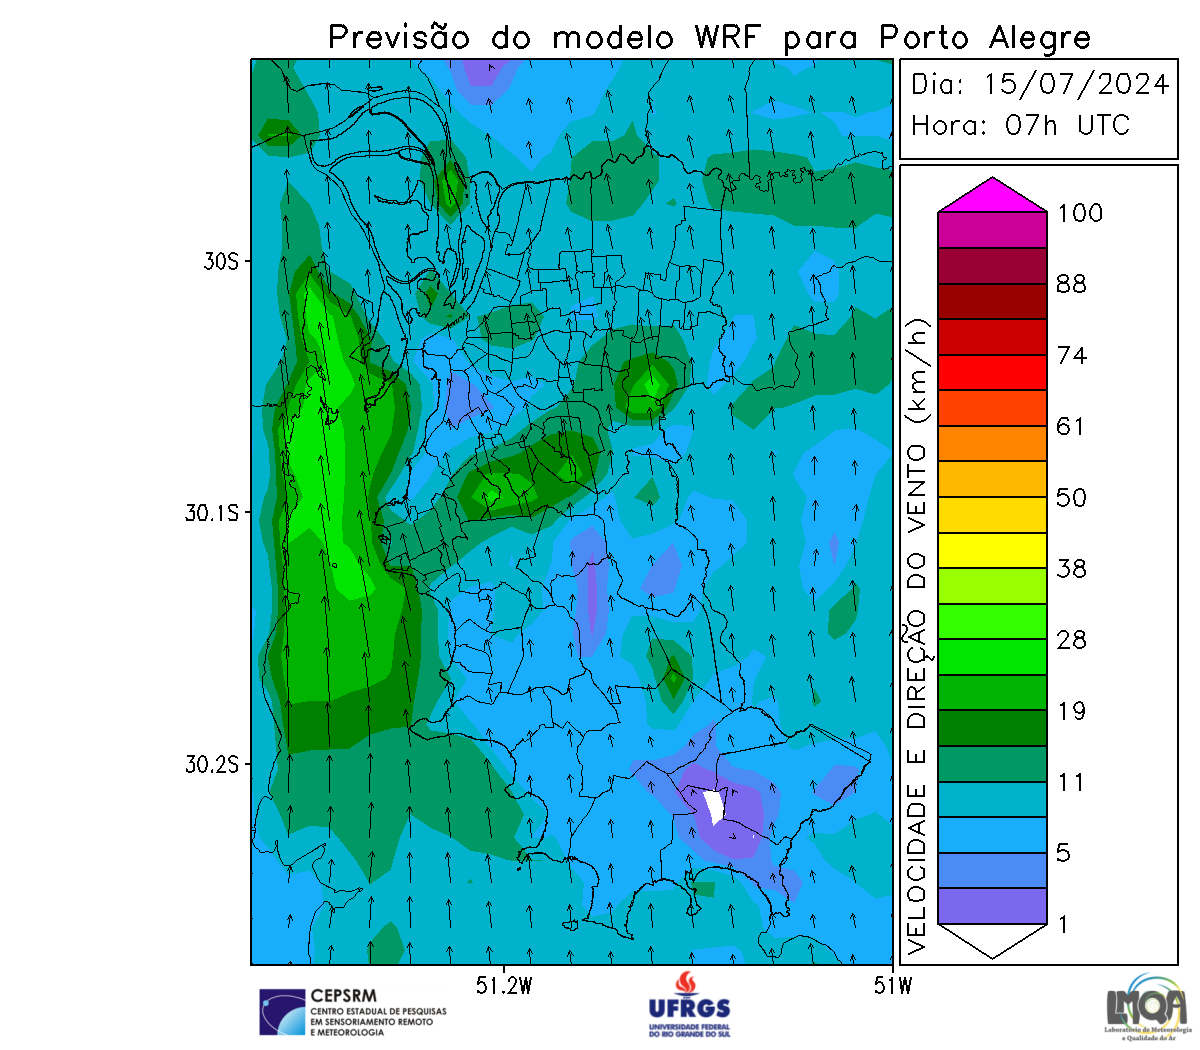 Previsão do modelo WRF para Porto Alegre
Dia: 15/07/2024
Hora: 07h UTC
30S
30.1S
30.2S
51.2W
51W
VELOCIDADE E DIREÇÃO DO VENTO (km/h)
100
88
74
61
50
38
28
19
11
5
1
CEPSRM
CENTRO ESTADUAL DE PESQUISAS
EM SENSORIAMENTO REMOTO
E METEOROLOGIA
UFRGS
UNIVERSIDADE FEDERAL
DO RIO GRANDE DO SUL
LMQA
Laboratório de Meteorologia
e Qualidade do Ar